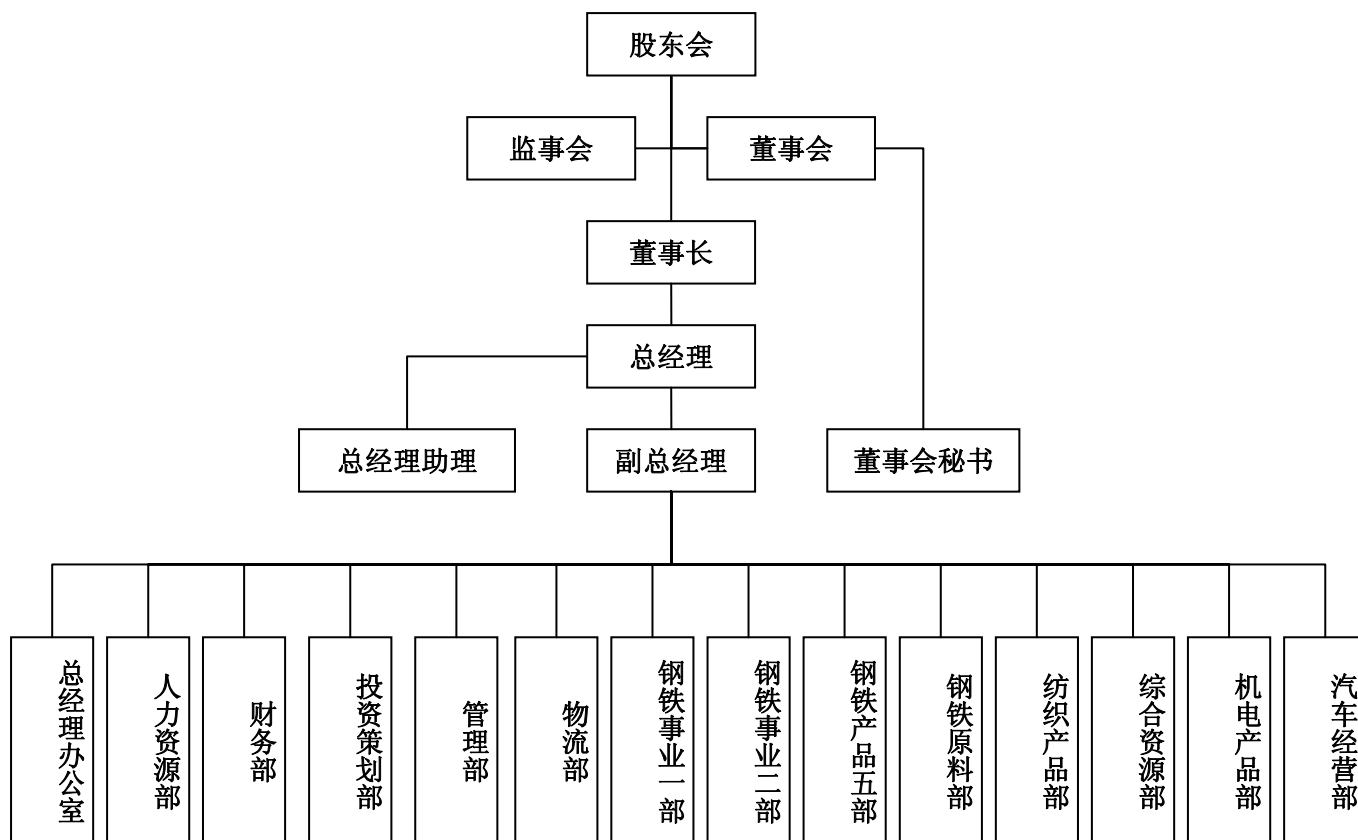 股东会
监事会
董事会
董事长
总经理
总经理助理
副总经理
董事会秘书
总经理办公室
人力资源部
财务部
投资策划部
管理部
物流部
钢铁事业一部
钢铁事业二部
钢铁产品五部
钢铁原料部
纺织产品部
综合资源部
机电产品部
汽车经营部